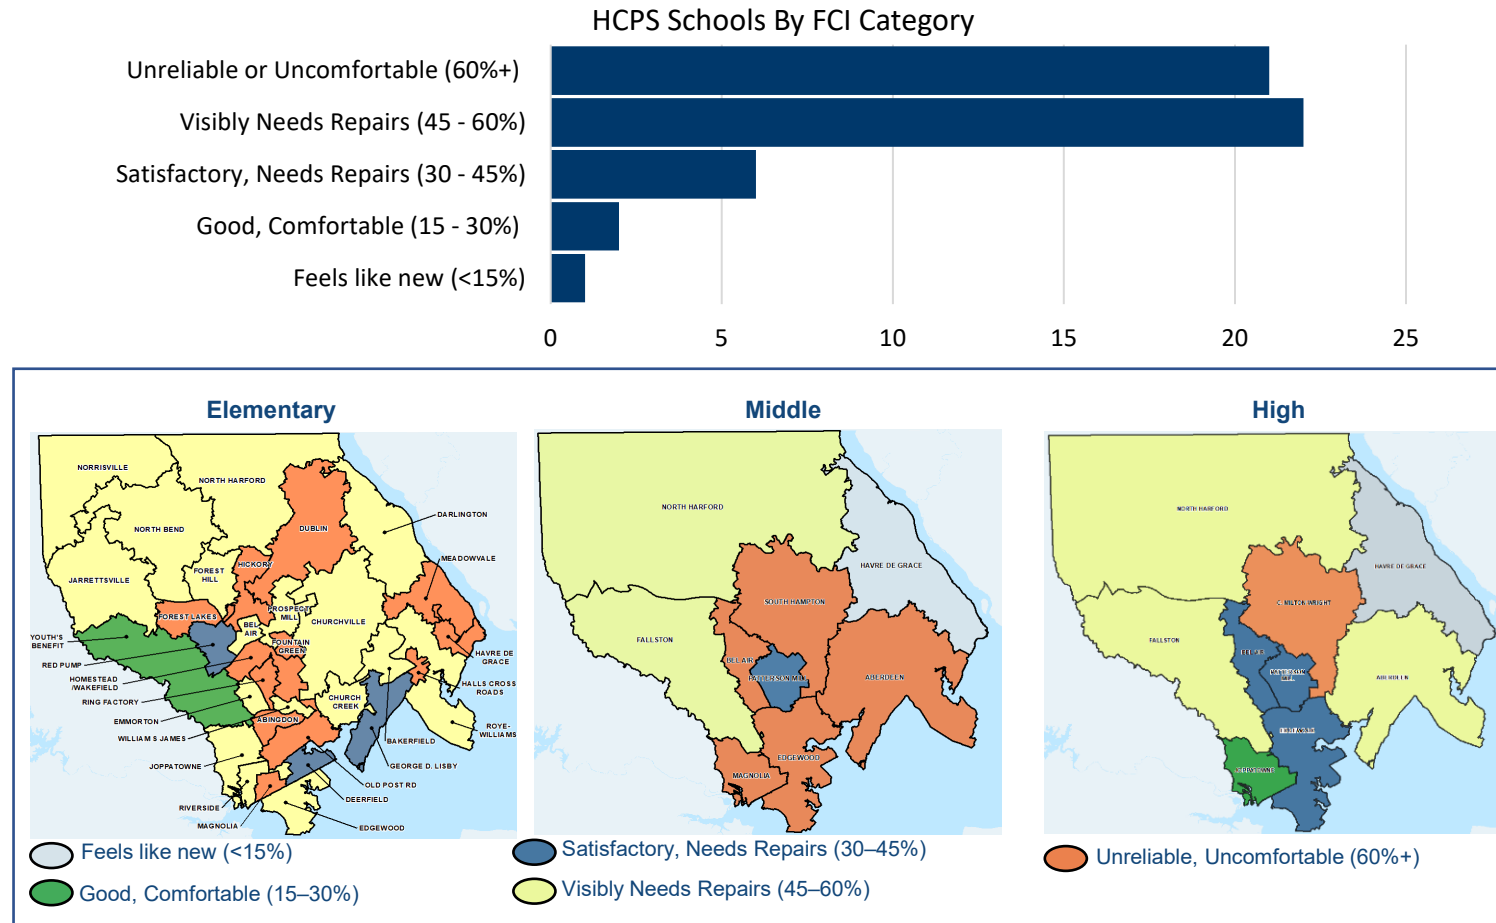 HCPS Schools By FCI Category
Unreliable or Uncomfortable (60%+)
Visibly Needs Repairs (45 - 60%)
Satisfactory, Needs Repairs (30 - 45%)
Good, Comfortable (15 - 30%)
Feels like new (<15%)
0 5 10 15 20 25
Elementary
NORRISVILLE
NORTH HARFORD
NORTH BEND
DUBLIN
DARLINGTON
MEADOWVALE
JARRETTSVILLE
FOREST
HILL
HICKORY
FOREST LAKES
PROSPECT
MILL
CHURCHVILLE
BEL
AIR
FOUNTAIN
GREEN
YOUTH'S
BENEFIT
RED PUMP
HOMESTEAD
/WAKEFIELD
RING FACTORY
EMMORTON
WILLIAM S JAMES
ABINGDON
CHURCH
CREEK
HAVRE DE
GRACE
HALLS CROSS
ROADS
ROYE-
WILLIAMS
BAKERFIELD
GEORGE D. LISBY
JOPPATOWNE
OLD POST RD
DEERFIELD
RIVERSIDE
MAGNOLIA
EDGEWOOD
Middle
NORTH HARFORD
HAVRE DE GRACE
SOUTH HAMPTON
FALLSTON
BEL AIR
PATTERSON MILL
ABERDEEN
EDGEWOOD
MAGNOLIA
High
NORTH HARFORD
HAVRE DE GRACE
C. MILTON WRIGHT
FALLSTON
BEL AIR
PATTERSON
MILL
ABERDEEN
EDGEWOOD
JOPPATOWNE
Feels like new (<15%)
Good, Comfortable (15–30%)
Satisfactory, Needs Repairs (30–45%)
Visibly Needs Repairs (45–60%)
Unreliable, Uncomfortable (60%+)